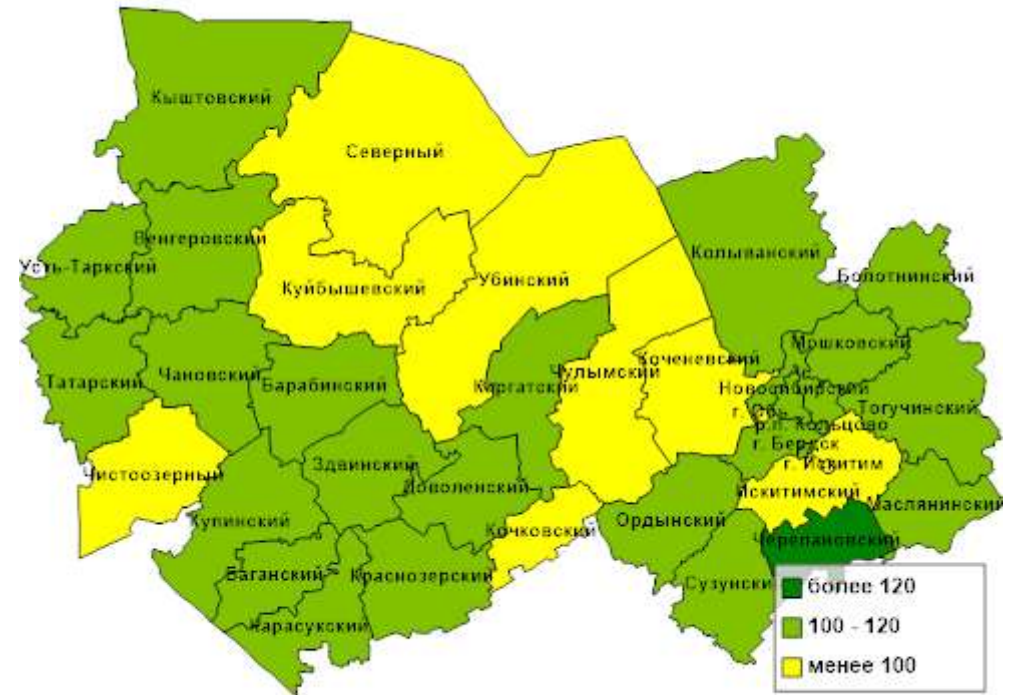 Кыштовский
Северный
Венгеровский
Колыванский
Усть-Таркский
Болотнинский
Куйбышевский
Убинский
Мошковский
Коченевский
Чулымский
Татарский
Чановский
Барабинский
Каргатский
Новосибирский
Тогучинский
г. Обь
р.п. Кольцово
г. Бердск
г. Искитим
Чистоозерный
Здвинский
Доволенский
Искитимский
Маслянинский
Купинский
Кочковский
Ордынский
Черепановский
Баганский
Краснозерский
Сузунски
Карасукский
более 120
100 - 120
менее 100